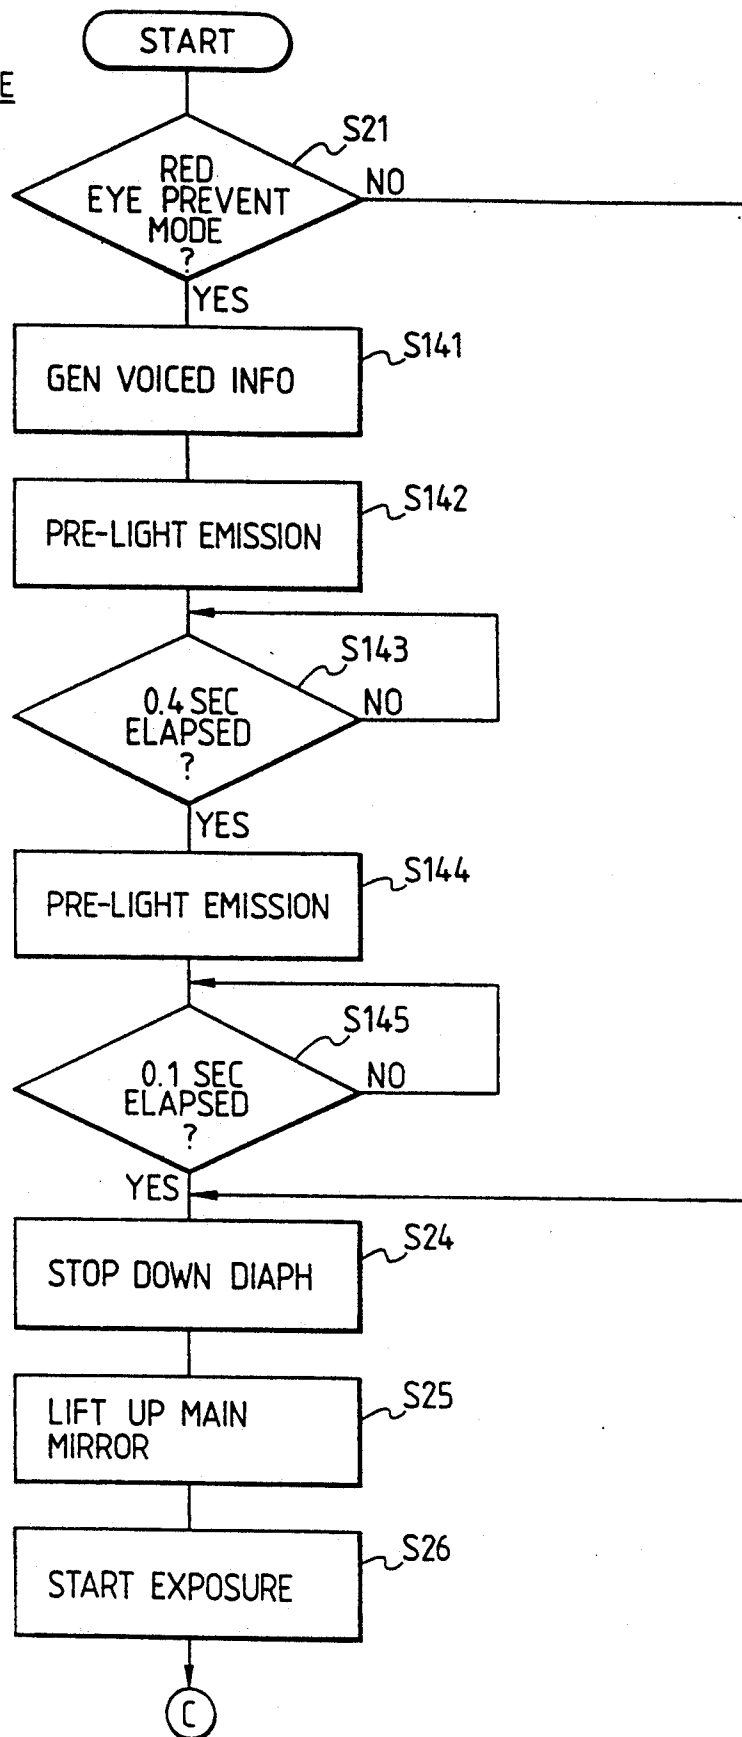 START
E
S21
RED
EYE PREVENT
MODE
?
NO
YES
S141
GEN VOICED INFO
S142
PRE-LIGHT EMISSION
S143
0.4 SEC
ELAPSED
?
NO
YES
S144
PRE-LIGHT EMISSION
S145
0.1 SEC
ELAPSED
?
NO
YES
S24
STOP DOWN DIAPH
S25
LIFT UP MAIN
MIRROR
S26
START EXPOSURE
C